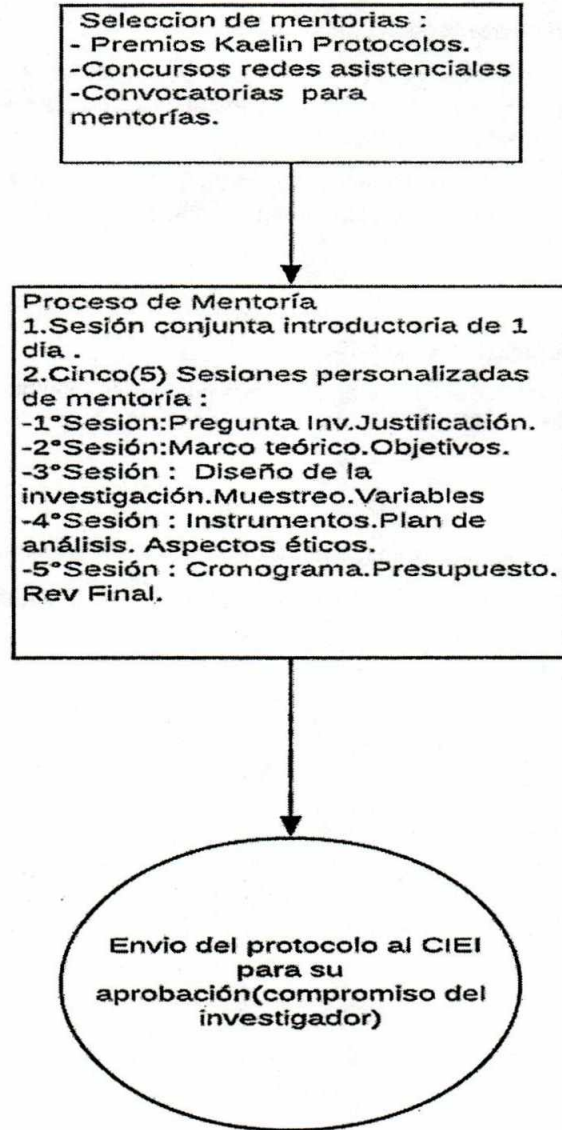 Seleccion de mentorias :
- Premios Kaelin Protocolos.
-Concursos redes asistenciales
-Convocatorias para
mentorías.
Proceso de Mentoría
1.Sesión conjunta introductoria de 1
dia .
2.Cinco(5) Sesiones personalizadas
de mentoría :
-1°Sesion:Pregunta Inv.Justificación.
-2°Sesión:Marco teórico.Objetivos.
-3°Sesión : Diseño de la
investigación.Muestreo.Variables
-4°Sesión : Instrumentos.Plan de
análisis. Aspectos éticos.
-5°Sesión : Cronograma.Presupuesto.
Rev Final.
Envio del protocolo al CIEI
para su
aprobación(compromiso del
investigador)